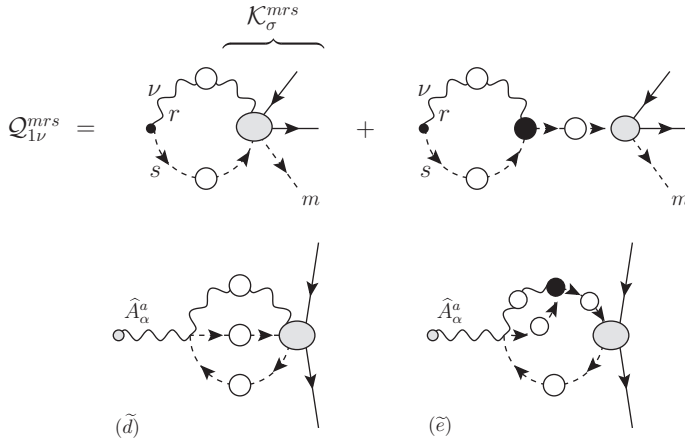 𝒦_σ^{mrs}
𝒬_{1ν}^{mrs} = ν r s m + ν r s m
Â_α^a Â_α^a
(d̃) (ẽ)